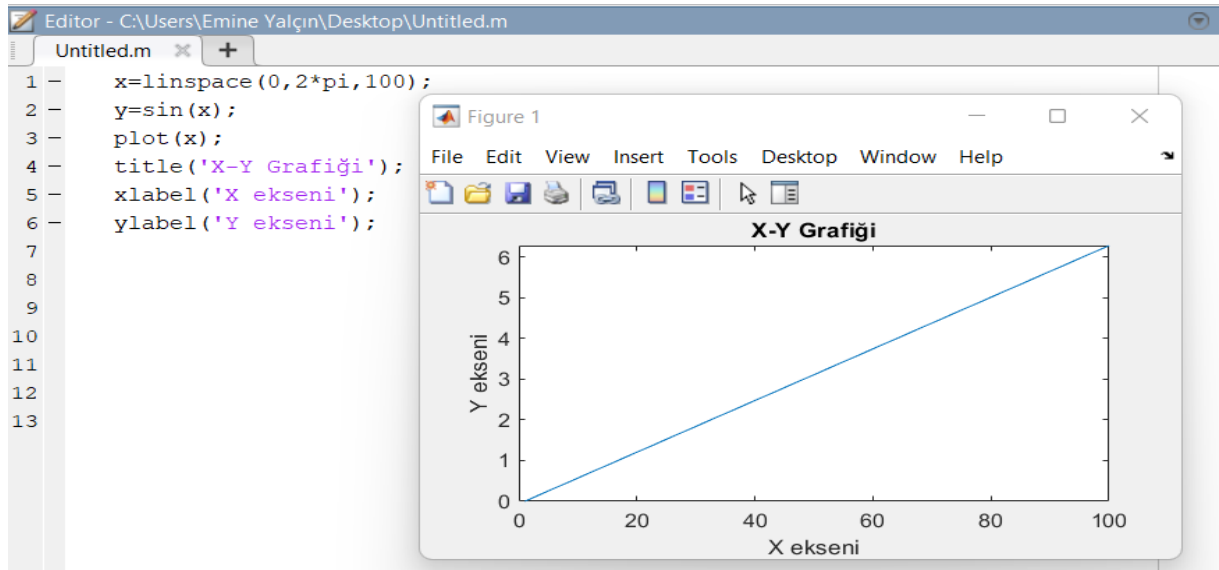 Editor - C:\Users\Emine Yalçın\Desktop\Untitled.m
Untitled.m
1 x=linspace(0,2*pi,100);
2 y=sin(x);
3 plot(x);
4 title('X-Y Grafiği');
5 xlabel('X ekseni');
6 ylabel('Y ekseni');
7
8
9
10
11
12
13
Figure 1
File Edit View Insert Tools Desktop Window Help
X-Y Grafiği
6
5
4
3
2
1
0
Y ekseni
0 20 40 60 80 100
X ekseni